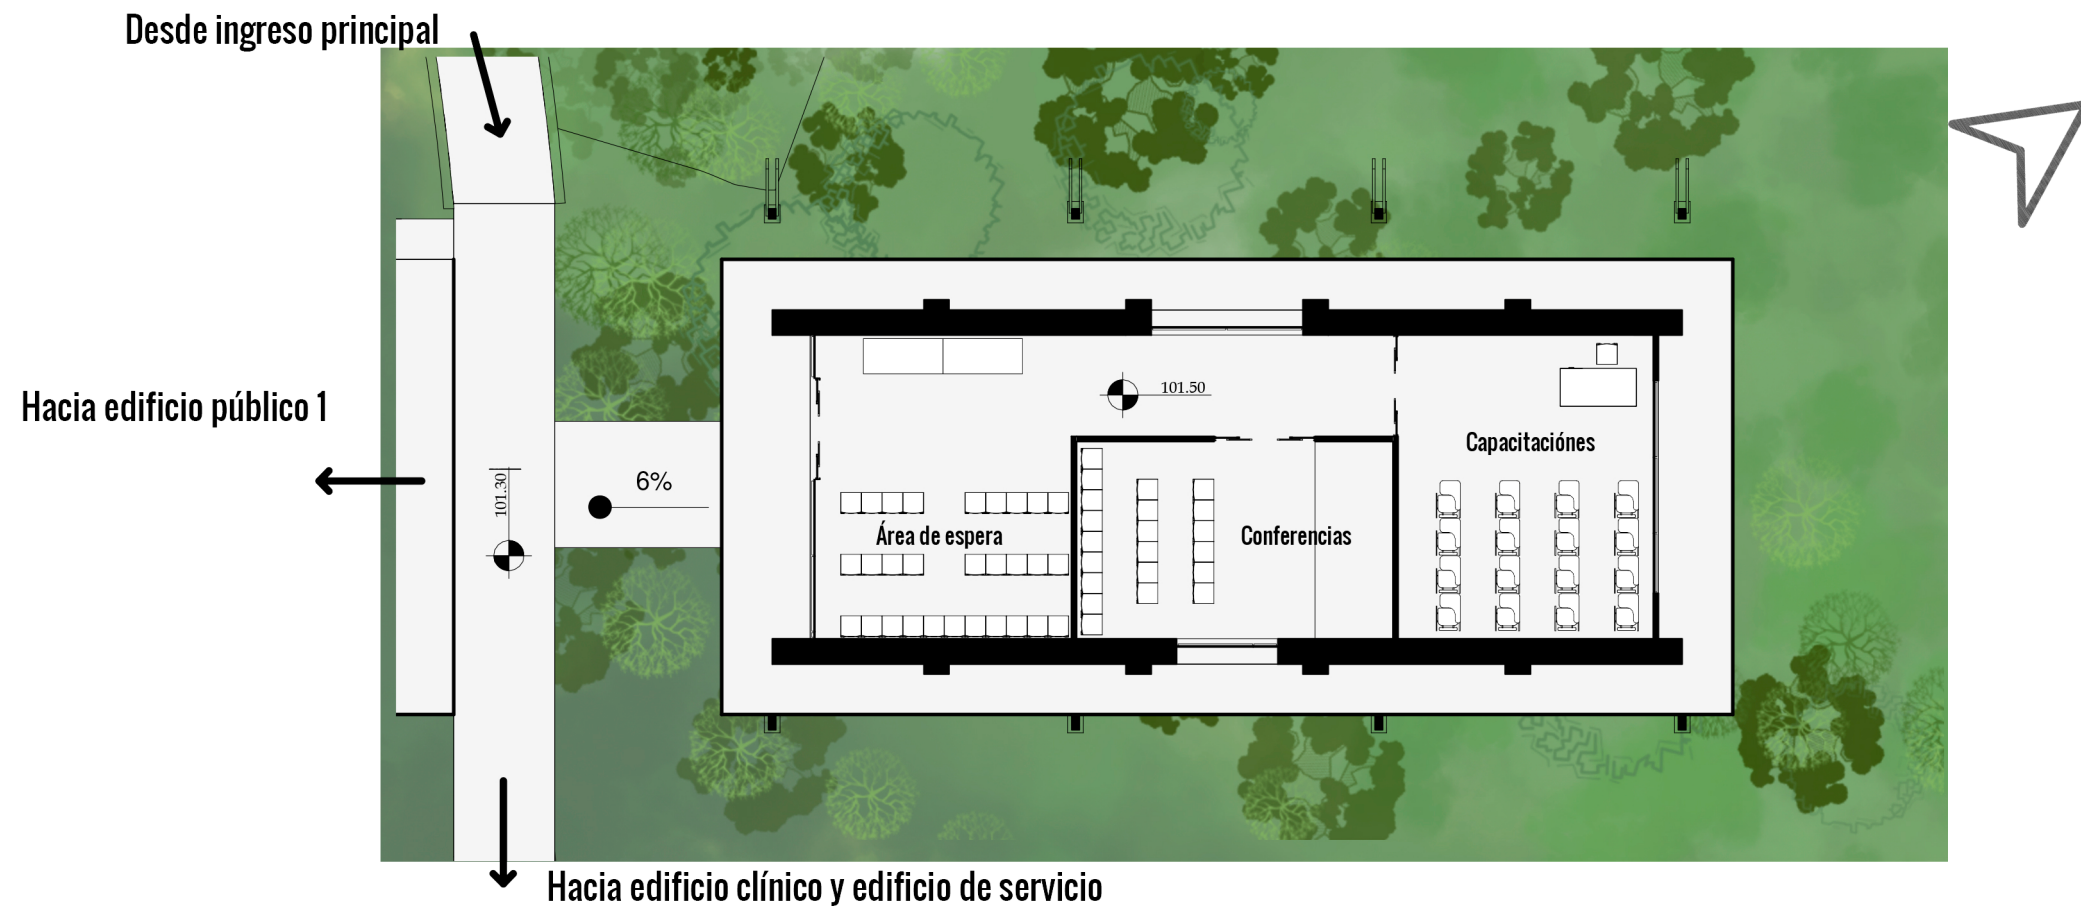 Desde ingreso principal
Hacia edificio público 1
101.30
6%
101.50
Capacitaciónes
Área de espera
Conferencias
Hacia edificio clínico y edificio de servicio